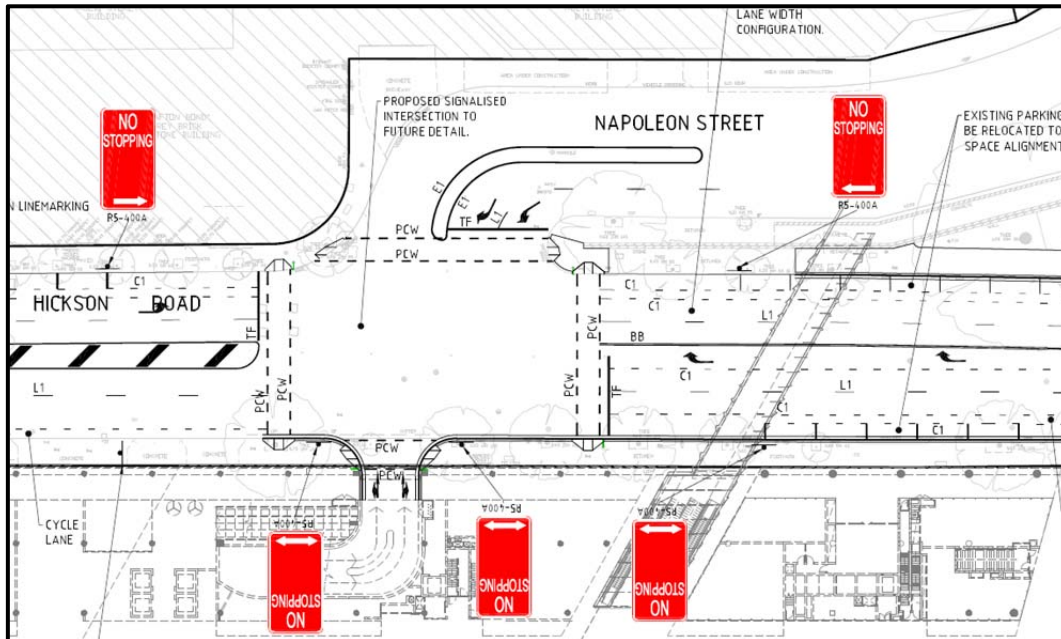 LANE WIDTH
CONFIGURATION.
PROPOSED SIGNALISED
INTERSECTION TO
FUTURE DETAIL.
NAPOLEON STREET
EXISTING PARKING
BE RELOCATED TO
SPACE ALIGNMENT
NO
STOPPING
R5-400A
NO
STOPPING
R5-400A
N LINEMARKING
E1
E1
TF
L1
PCW
PCW
C1
HICKSON ROAD
TF
PCW
C1
C1
L1
BB
C1
L1
L1
PCW
PCW
TF
C1
C1
PCW
PCW
CYCLE
LANE
R5-400A
NO
STOPPING
R5-400A
NO
STOPPING
R5-400A
NO
STOPPING